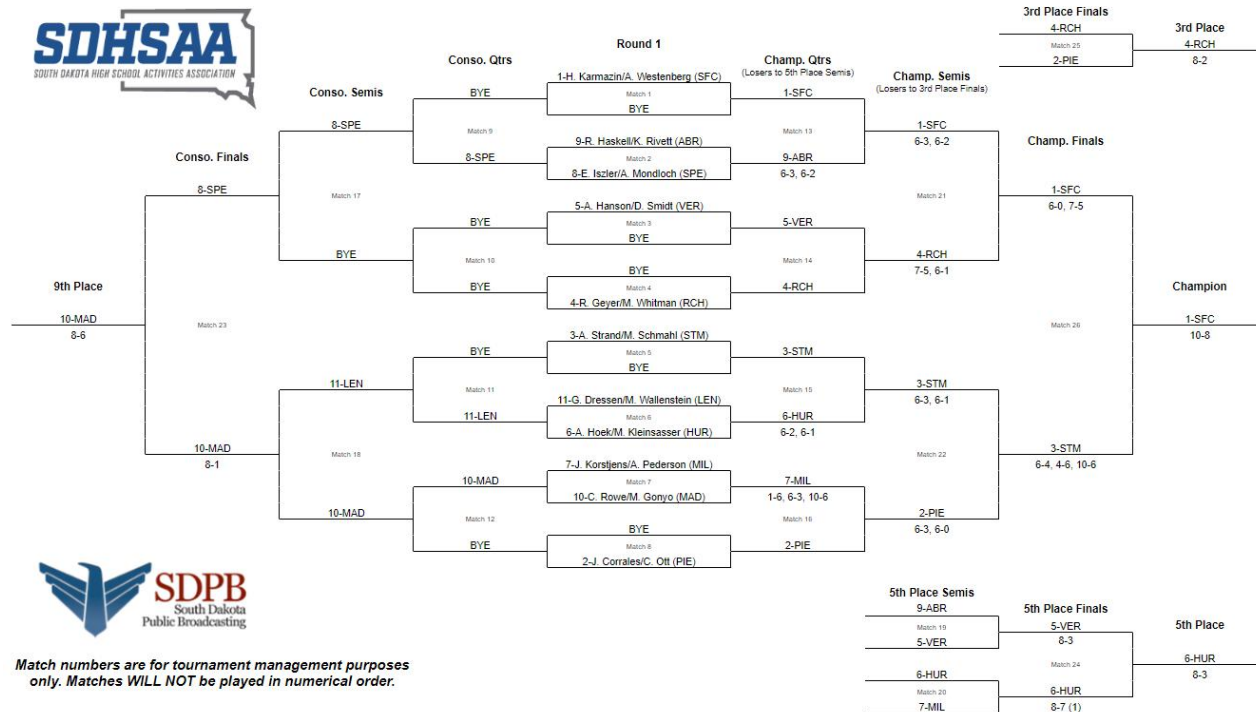 SDHSAA
SOUTH DAKOTA HIGH SCHOOL ACTIVITIES ASSOCIATION
3rd Place Finals
4-RCH
Match 25
2-PIE
3rd Place
4-RCH
8-2
Round 1
1-H. Karmazin/A. Westenberg (SFC)
Match 1
BYE
9-R. Haskell/K. Rivett (ABR)
Match 2
8-E. Iszler/A. Mondloch (SPE)
5-A. Hanson/D. Smidt (VER)
Match 3
BYE
BYE
Match 4
4-R. Geyer/M. Whitman (RCH)
3-A. Strand/M. Schmahl (STM)
Match 5
BYE
11-G. Dressen/M. Wallenstein (LEN)
Match 6
6-A. Hoek/M. Kleinsasser (HUR)
7-J. Korstjens/A. Pederson (MIL)
Match 7
10-C. Rowe/M. Gonyo (MAD)
BYE
Match 8
2-J. Corrales/C. Ott (PIE)
Conso. Qtrs
BYE
Match 9
8-SPE
BYE
Match 10
BYE
BYE
Match 11
11-LEN
10-MAD
Match 12
BYE
Conso. Semis
8-SPE
Match 17
BYE
11-LEN
Match 18
10-MAD
Conso. Finals
8-SPE
Match 23
10-MAD
8-1
9th Place
10-MAD
8-6
Champ. Qtrs
(Losers to 5th Place Semis)
1-SFC
Match 13
9-ABR
6-3, 6-2
5-VER
Match 14
4-RCH
3-STM
Match 15
6-HUR
6-2, 6-1
7-MIL
1-6, 6-3, 10-6
Match 16
2-PIE
Champ. Semis
(Losers to 3rd Place Finals)
1-SFC
6-3, 6-2
Match 21
4-RCH
7-5, 6-1
3-STM
6-3, 6-1
Match 22
2-PIE
6-3, 6-0
Champ. Finals
1-SFC
6-0, 7-5
Match 26
3-STM
6-4, 4-6, 10-6
Champion
1-SFC
10-8
5th Place Semis
9-ABR
Match 19
5-VER
6-HUR
Match 20
7-MIL
5th Place Finals
5-VER
8-3
Match 24
6-HUR
8-7 (1)
5th Place
6-HUR
8-3
SDPB
South Dakota
Public Broadcasting
Match numbers are for tournament management purposes
only. Matches WILL NOT be played in numerical order.